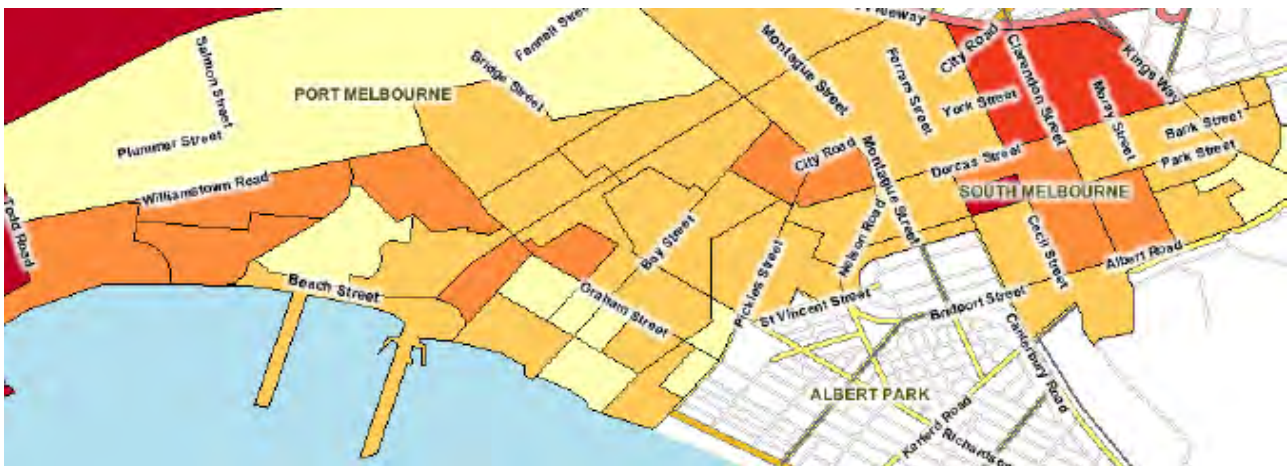 Fennell Street
Freeway
City Road
Salmon Street
Bridge Street
Montague Street
Ferrars Street
Clarendon Street
Kings Way
PORT MELBOURNE
York Street
Moray Street
Plummer Street
Bank Street
City Road
Park Street
Dorcas Street
Montague Street
Williamstown Road
SOUTH MELBOURNE
Todd Road
Bay Street
Nelson Road
Cecil Street
Albert Road
Beach Street
Pickles Street
Graham Street
St Vincent Street
Bridport Street
Canterbury Road
ALBERT PARK
Kerferd Road
Richardson